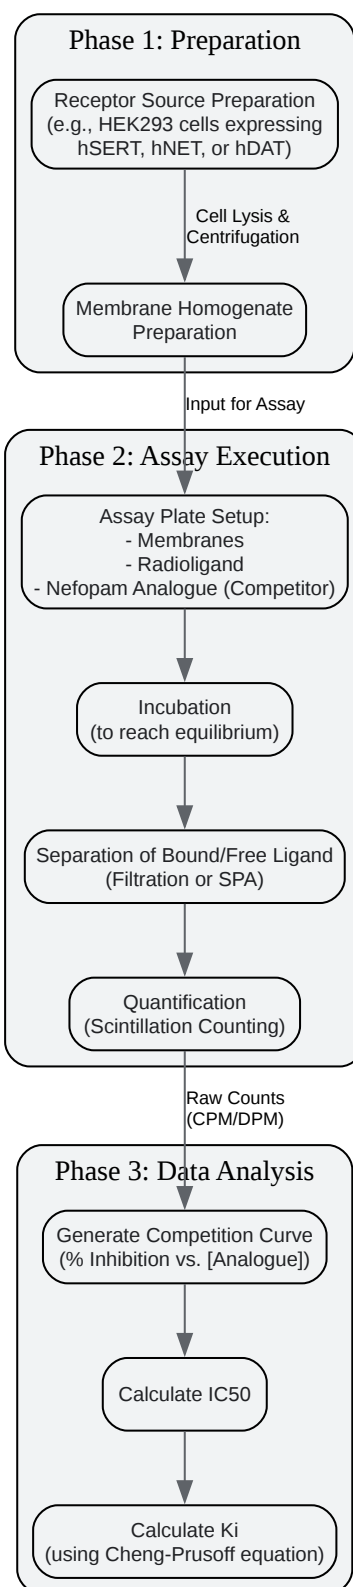 Phase 1: Preparation
Receptor Source Preparation
(e.g., HEK293 cells expressing
hSERT, hNET, or hDAT)
Cell Lysis &
Centrifugation
Membrane Homogenate
Preparation
Input for Assay
Phase 2: Assay Execution
Assay Plate Setup:
- Membranes
- Radioligand
- Nefopam Analogue (Competitor)
Incubation
(to reach equilibrium)
Separation of Bound/Free Ligand
(Filtration or SPA)
Quantification
(Scintillation Counting)
Raw Counts
(CPM/DPM)
Phase 3: Data Analysis
Generate Competition Curve
(% Inhibition vs. [Analogue])
Calculate IC50
Calculate Ki
(using Cheng-Prusoff equation)